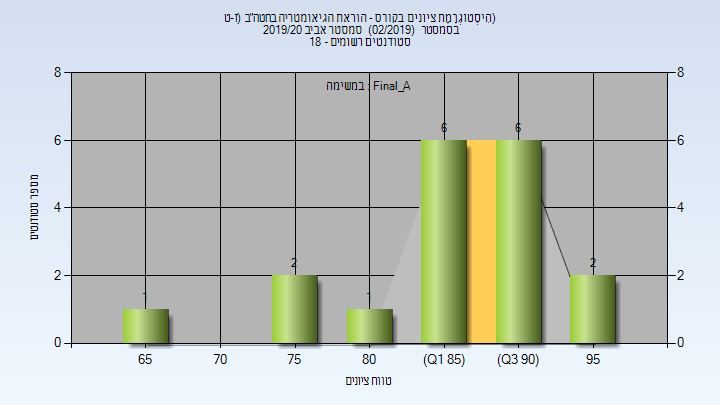 (היסטוגרמת ציונים בקורס - הוראת הגיאומטריה בחטה"ב (ז-ט
בסמסטר (02/2019) סמסטר אביב 2019/20
סטודנטים רשומים - 18
במשימה : Final_A
8 8
6 6
6 6
4 4
2 2
2 2
1 1
0 0
65 70 75 80 (Q1 85) (Q3 90) 95
מספר סטודנטים
טווח ציונים